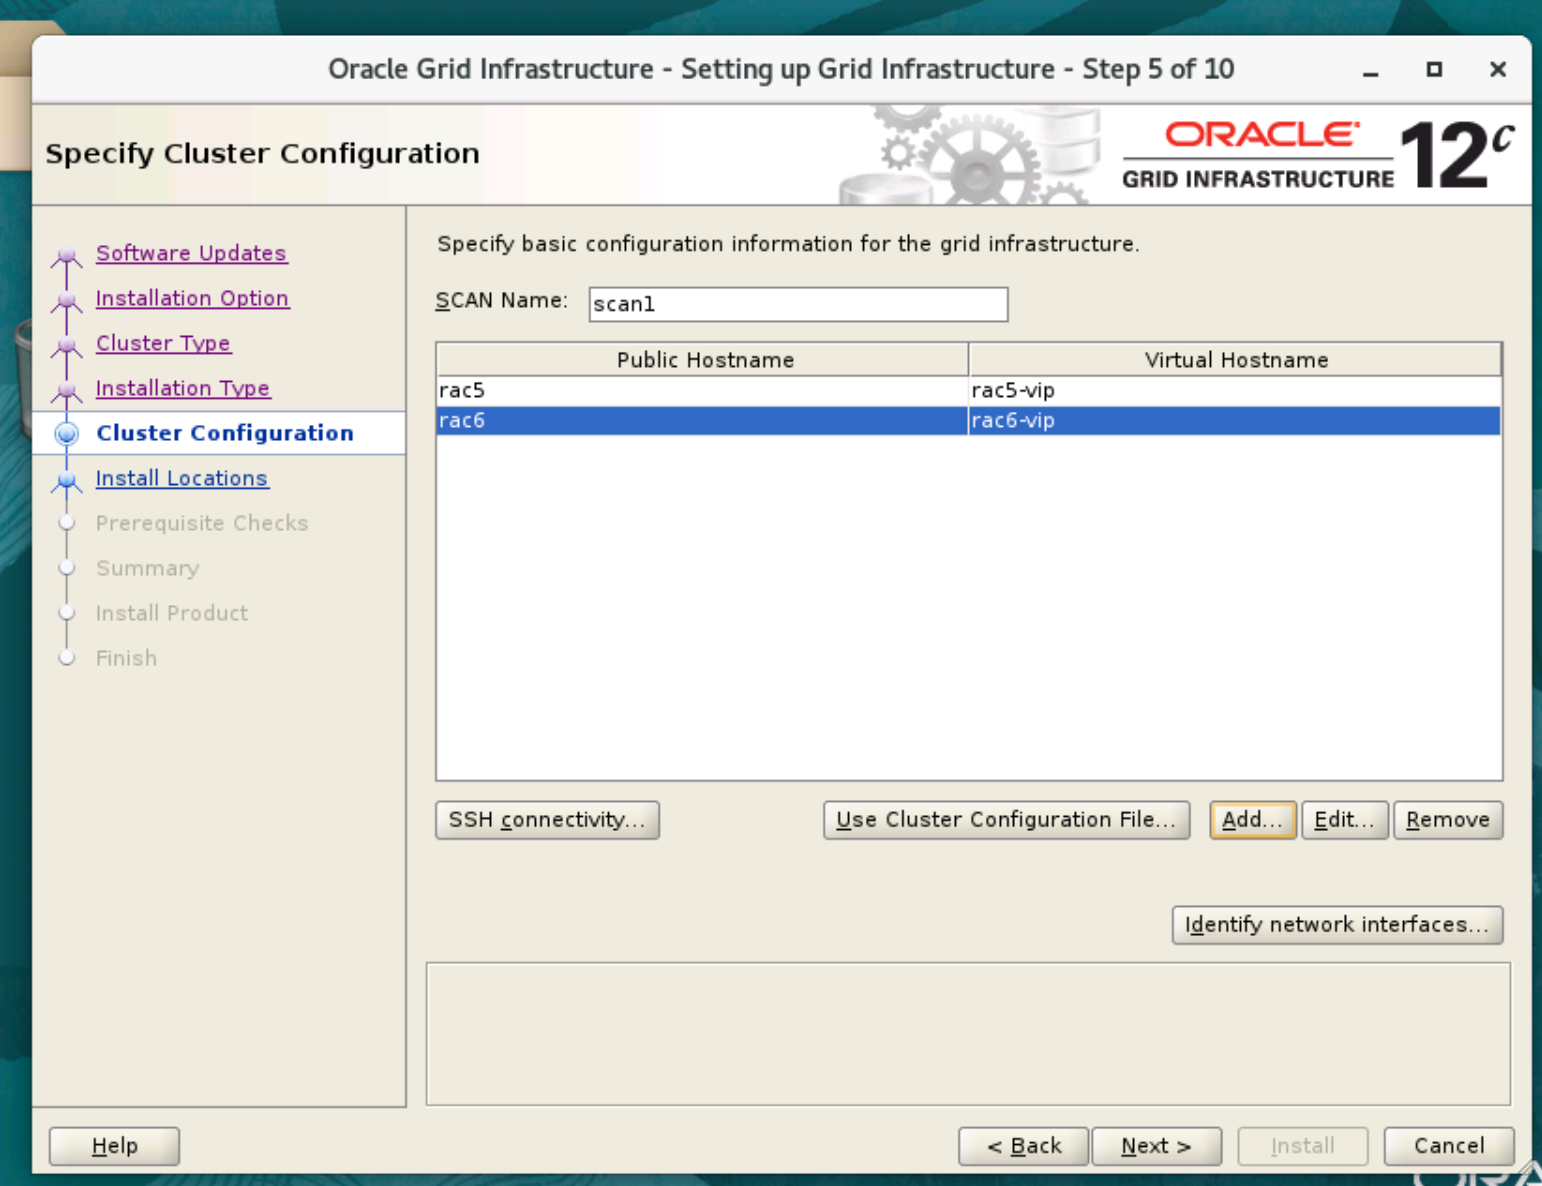 Oracle Grid Infrastructure - Setting up Grid Infrastructure - Step 5 of 10
Specify Cluster Configuration
ORACLE
GRID INFRASTRUCTURE
12c
Software Updates
Installation Option
Cluster Type
Installation Type
Cluster Configuration
Install Locations
Prerequisite Checks
Summary
Install Product
Finish
Specify basic configuration information for the grid infrastructure.
SCAN Name: scan1
Public Hostname Virtual Hostname
rac5 rac5-vip
rac6 rac6-vip
SSH connectivity... Use Cluster Configuration File... Add... Edit... Remove
Identify network interfaces...
Help < Back Next > Install Cancel